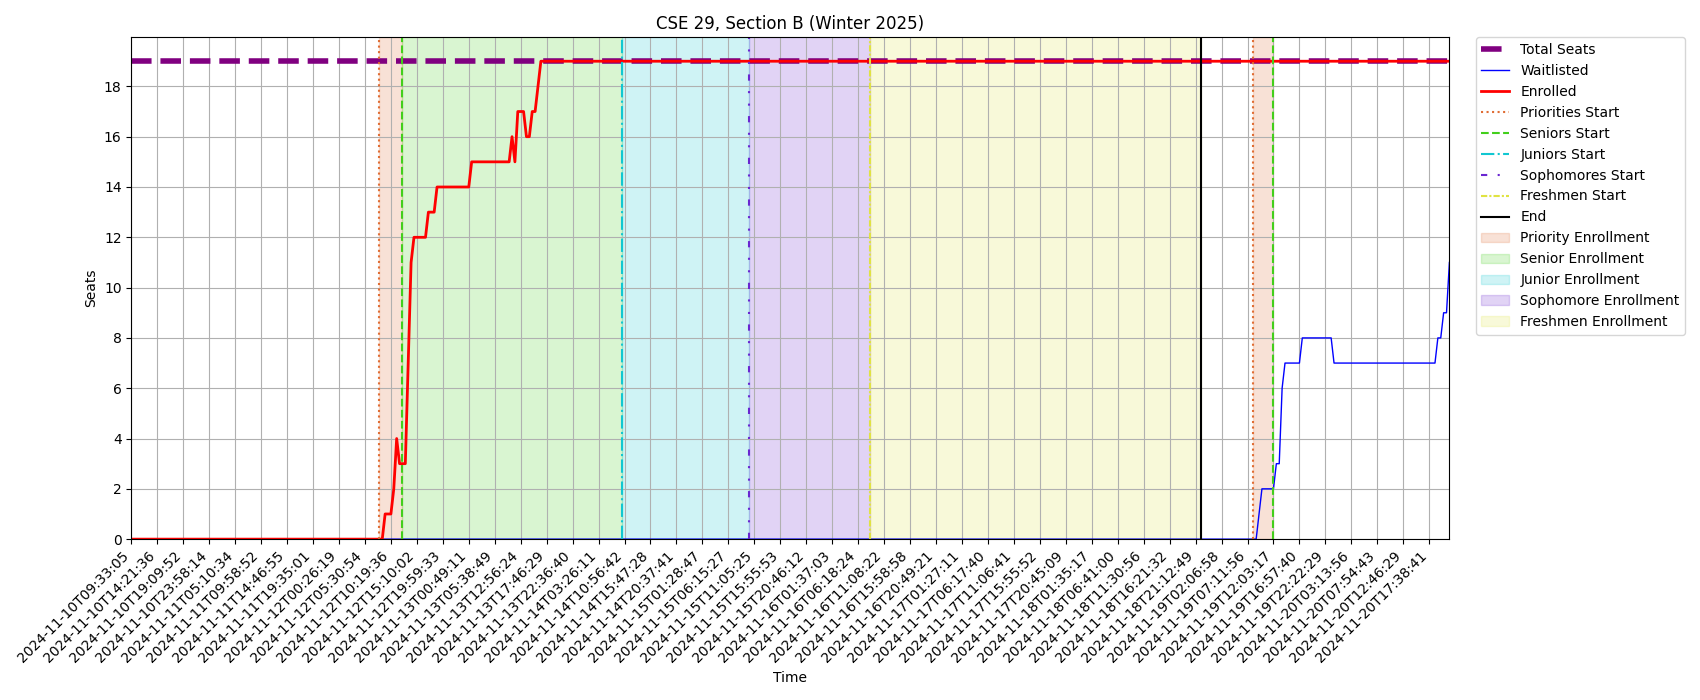 CSE 29, Section B (Winter 2025)
Seats
18
16
14
12
10
8
6
4
2
0
2024-11-10T09:33:05
2024-11-10T14:21:36
2024-11-10T19:09:52
2024-11-10T23:58:14
2024-11-11T05:10:34
2024-11-11T09:58:52
2024-11-11T14:46:55
2024-11-11T19:35:01
2024-11-12T00:26:19
2024-11-12T05:30:54
2024-11-12T10:19:36
2024-11-12T15:10:02
2024-11-12T19:59:33
2024-11-13T00:49:11
2024-11-13T05:38:49
2024-11-13T12:56:24
2024-11-13T17:46:29
2024-11-13T22:36:40
2024-11-14T03:26:11
2024-11-14T10:56:42
2024-11-14T15:47:28
2024-11-14T20:37:41
2024-11-15T01:28:47
2024-11-15T06:15:27
2024-11-15T11:05:25
2024-11-15T15:55:53
2024-11-15T20:46:12
2024-11-16T01:37:03
2024-11-16T06:18:24
2024-11-16T11:08:22
2024-11-16T15:58:58
2024-11-16T20:49:21
2024-11-17T01:27:11
2024-11-17T06:17:40
2024-11-17T11:06:41
2024-11-17T15:55:52
2024-11-17T20:45:09
2024-11-18T01:35:17
2024-11-18T06:41:00
2024-11-18T11:30:56
2024-11-18T16:21:32
2024-11-18T21:12:49
2024-11-19T02:06:58
2024-11-19T07:11:56
2024-11-19T12:03:17
2024-11-19T16:57:40
2024-11-19T22:22:29
2024-11-20T03:13:56
2024-11-20T07:54:43
2024-11-20T12:46:29
2024-11-20T17:38:41
Time
Total Seats
Waitlisted
Enrolled
Priorities Start
Seniors Start
Juniors Start
Sophomores Start
Freshmen Start
End
Priority Enrollment
Senior Enrollment
Junior Enrollment
Sophomore Enrollment
Freshmen Enrollment